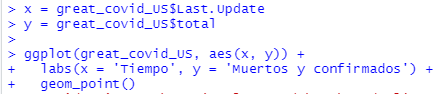 > x = great_covid_US$Last.Update
> y = great_covid_US$total
>
> ggplot(great_covid_US, aes(x, y)) +
+   labs(x = 'Tiempo', y = 'Muertos y confirmados') +
+   geom_point()